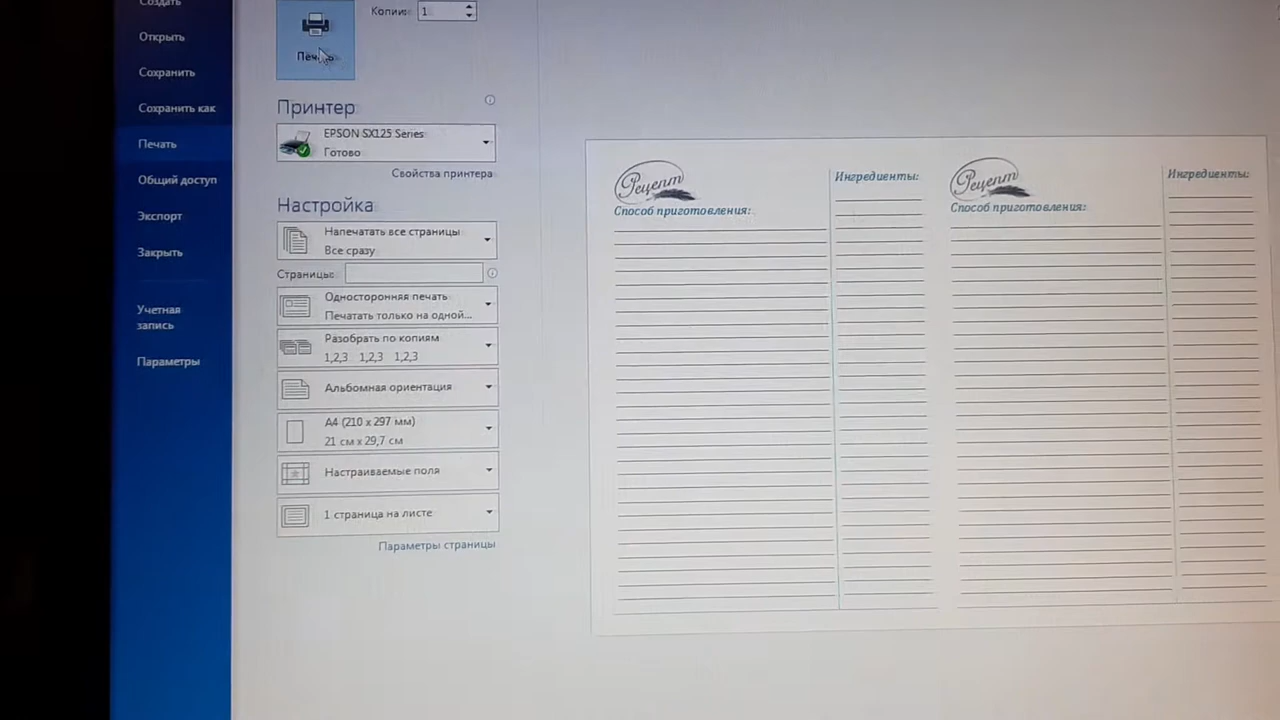 Создать
Открыть
Сохранить
Сохранить как
Печать
Общий доступ
Экспорт
Закрыть
Учетная
запись
Параметры
Копии: 1
Печать
Принтер
EPSON SX125 Series
Готово
Свойства принтера
Настройка
Напечатать все страницы
Все сразу
Страницы:
Односторонняя печать
Печатать только на одной...
Разобрать по копиям
1,2,3 1,2,3 1,2,3
Альбомная ориентация
A4 (210 x 297 мм)
21 см x 29,7 см
Настраиваемые поля
1 страница на листе
Параметры страницы
Рецепт
Ингредиенты:
Способ приготовления:
Рецепт
Ингредиенты:
Способ приготовления: